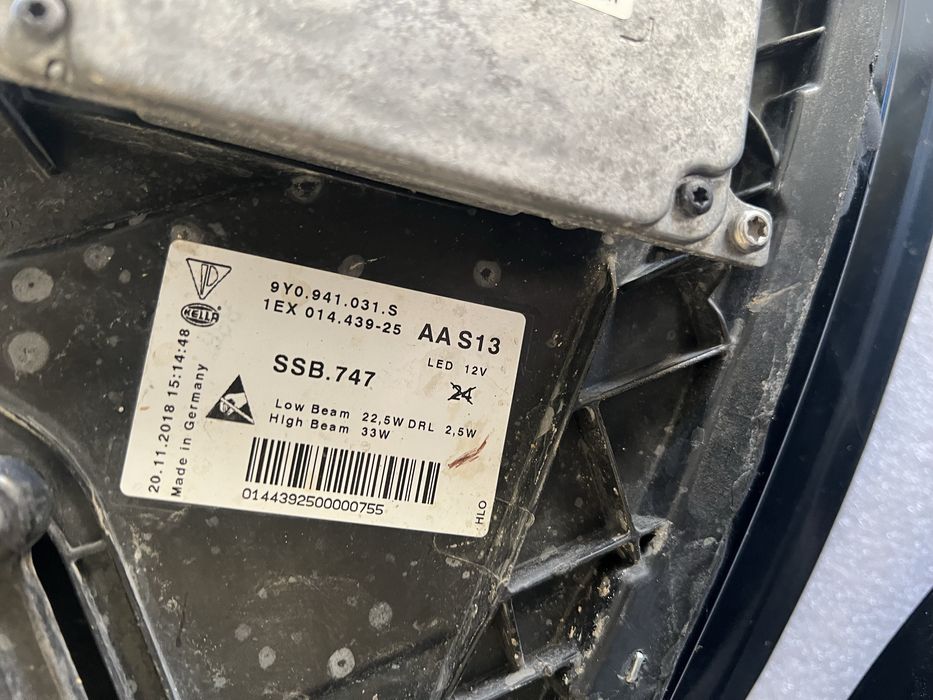 9Y0.941.031.S
1EX 014.439-25
AA S13
HELLA
LED 12V
24
SSB.747
Low Beam 22,5W DRL 2,5W
High Beam 33W
0144392500000755
20.11.2018 15:14:48
Made in Germany
HLO